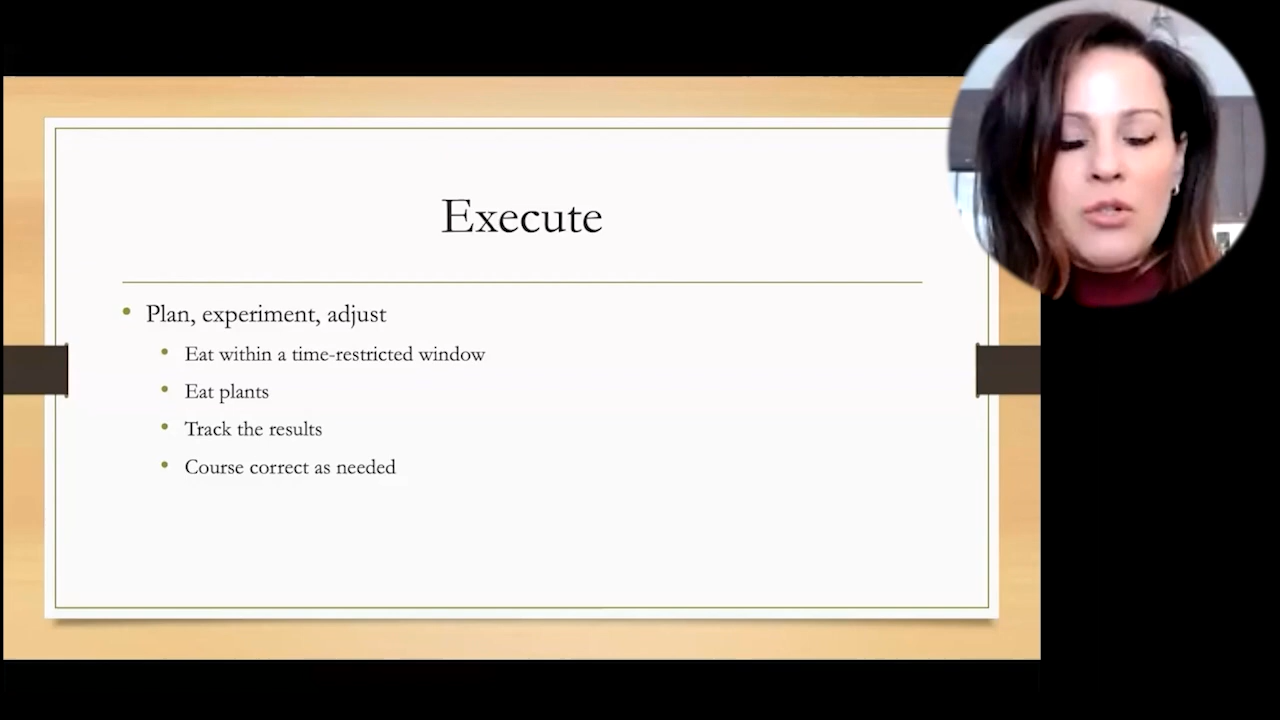 Execute
Plan, experiment, adjust
Eat within a time-restricted window
Eat plants
Track the results
Course correct as needed